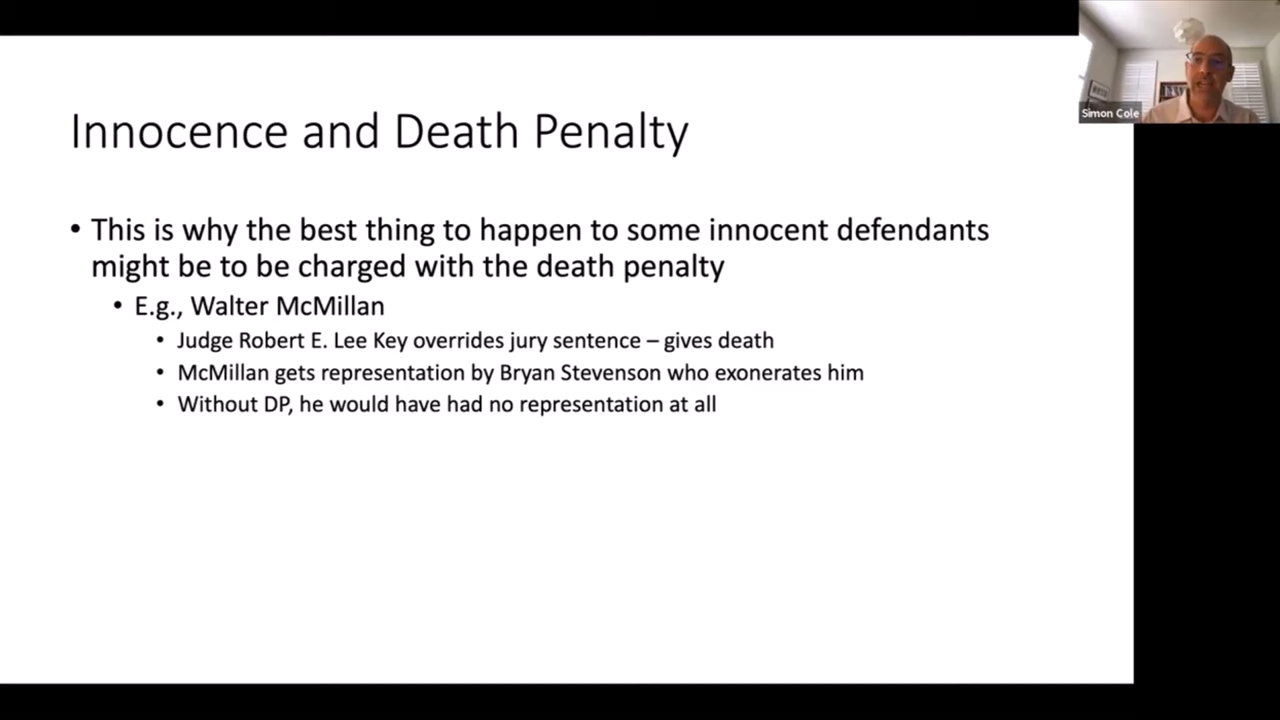 Innocence and Death Penalty
• This is why the best thing to happen to some innocent defendants
might be to be charged with the death penalty
• E.g., Walter McMillan
• Judge Robert E. Lee Key overrides jury sentence – gives death
• McMillan gets representation by Bryan Stevenson who exonerates him
• Without DP, he would have had no representation at all
Simon Cole